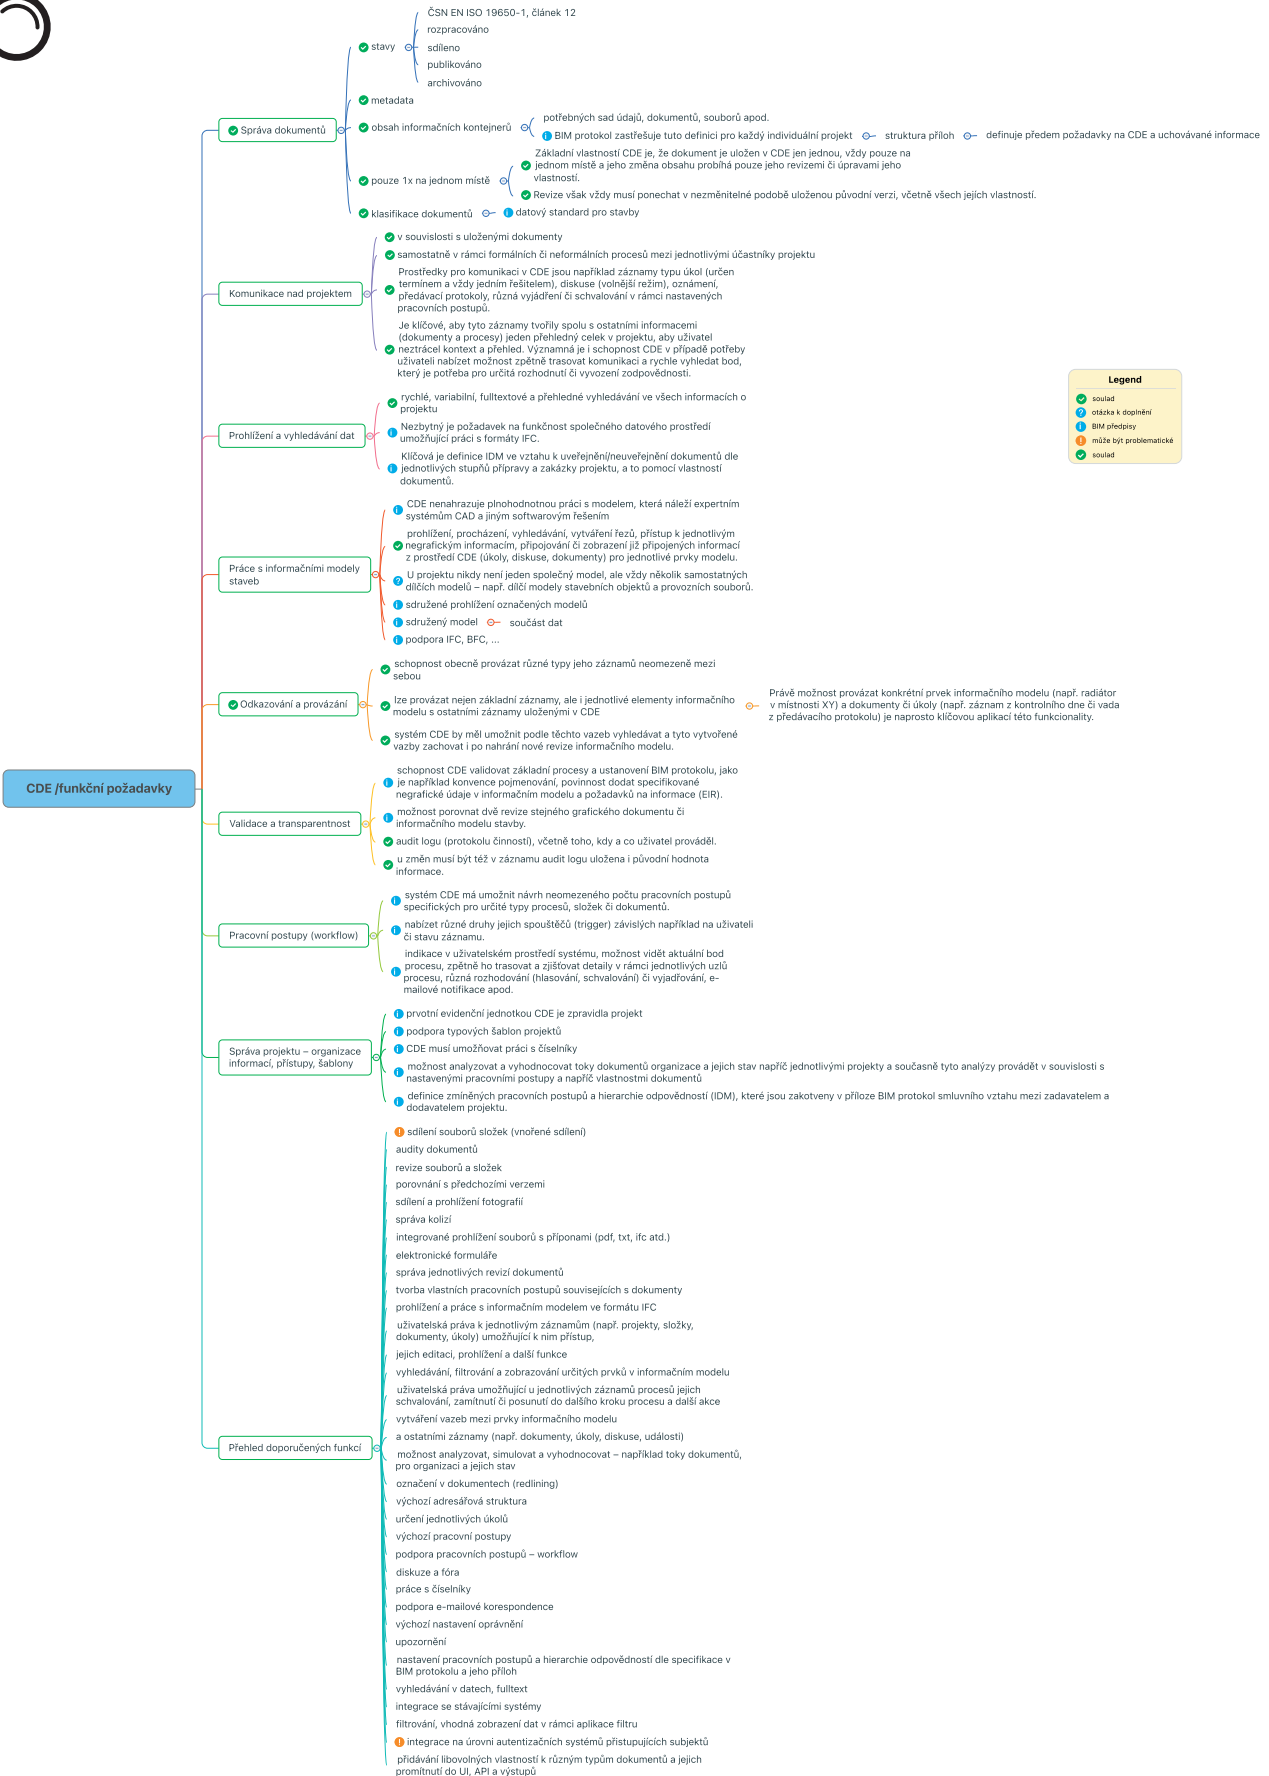 ČSN EN ISO 19650-1, článek 12
rozpracováno
stavy
sdíleno
publikováno
archivováno
metadata
Správa dokumentů
obsah informačních kontejnerů
potřebných sad údajů, dokumentů, souborů apod.
BIM protokol zastřešuje tuto definici pro každý individuální projekt
struktura příloh
definuje předem požadavky na CDE a uchovávané informace
pouze 1x na jednom místě
Základní vlastností CDE je, že dokument je uložen v CDE jen jednou, vždy pouze na
jednom místě a jeho změna obsahu probíhá pouze jeho revizemi či úpravami jeho
vlastností.
Revize však vždy musí ponechat v nezměnitelné podobě uloženou původní verzi, včetně všech jejích vlastností.
klasifikace dokumentů
datový standard pro stavby
v souvislosti s uloženými dokumenty
samostatně v rámci formálních či neformálních procesů mezi jednotlivými účastníky projektu
Komunikace nad projektem
Prostředky pro komunikaci v CDE jsou například záznamy typu úkol (určen
termínem a vždy jedním řešitelem), diskuse (volnější režim), oznámení,
předávací protokoly, různá vyjádření či schvalování v rámci nastavených
pracovních postupů.
Je klíčové, aby tyto záznamy tvořily spolu s ostatními informacemi
(dokumenty a procesy) jeden přehledný celek v projektu, aby uživatel
neztrácel kontext a přehled. Významná je i schopnost CDE v případě potřeby
uživateli nabízet možnost zpětně trasovat komunikaci a rychle vyhledat bod,
který je potřeba pro určitá rozhodnutí či vyvození zodpovědnosti.
Legend
soulad
otázka k doplnění
BIM předpisy
může být problematické
soulad
rychlé, variabilní, fulltextové a přehledné vyhledávání ve všech informacích o
projektu
Prohlížení a vyhledávání dat
Nezbytný je požadavek na funkčnost společného datového prostředí
umožňující práci s formáty IFC.
Klíčová je definice IDM ve vztahu k uveřejnění/neuveřejnění dokumentů dle
jednotlivých stupňů přípravy a zakázky projektu, a to pomocí vlastností
dokumentů.
CDE nenahrazuje plnohodnotnou práci s modelem, která náleží expertním
systémům CAD a jiným softwarovým řešením
prohlížení, procházení, vyhledávání, vytváření řezů, přístup k jednotlivým
negrafickým informacím, připojování či zobrazení již připojených informací
z prostředí CDE (úkoly, diskuse, dokumenty) pro jednotlivé prvky modelu.
Práce s informačními modely
staveb
U projektu nikdy není jeden společný model, ale vždy několik samostatných
dílčích modelů – např. dílčí modely stavebních objektů a provozních souborů.
sdružené prohlížení označených modelů
sdružený model
součást dat
podpora IFC, BFC, ...
schopnost obecně provázat různé typy jeho záznamů neomezeně mezi
sebou
Odkazování a provázání
lze provázat nejen základní záznamy, ale i jednotlivé elementy informačního
modelu s ostatními záznamy uloženými v CDE
Právě možnost provázat konkrétní prvek informačního modelu (např. radiátor
v místnosti XY) a dokumenty či úkoly (např. záznam z kontrolního dne či vada
z předávacího protokolu) je naprosto klíčovou aplikací této funkcionality.
systém CDE by měl umožnit podle těchto vazeb vyhledávat a tyto vytvořené
vazby zachovat i po nahrání nové revize informačního modelu.
CDE /funkční požadavky
schopnost CDE validovat základní procesy a ustanovení BIM protokolu, jako
je například konvence pojmenování, povinnost dodat specifikované
negrafické údaje v informačním modelu a požadavků na informace (EIR).
Validace a transparentnost
možnost porovnat dvě revize stejného grafického dokumentu či
informačního modelu stavby.
audit logu (protokolu činností), včetně toho, kdy a co uživatel prováděl.
u změn musí být též v záznamu audit logu uložena i původní hodnota
informace.
systém CDE má umožnit návrh neomezeného počtu pracovních postupů
specifických pro určité typy procesů, složek či dokumentů.
Pracovní postupy (workflow)
nabízet různé druhy jejich spouštěčů (trigger) závislých například na uživateli
či stavu záznamu.
indikace v uživatelském prostředí systému, možnost vidět aktuální bod
procesu, zpětně ho trasovat a zjišťovat detaily v rámci jednotlivých uzlů
procesu, různá rozhodování (hlasování, schvalování) či vyjadřování, e-
mailové notifikace apod.
prvotní evidenční jednotkou CDE je zpravidla projekt
podpora typových šablon projektů
Správa projektu – organizace
informací, přístupy, šablony
CDE musí umožňovat práci s číselníky
možnost analyzovat a vyhodnocovat toky dokumentů organizace a jejich stav napříč jednotlivými projekty a současně tyto analýzy provádět v souvislosti s
nastavenými pracovními postupy a napříč vlastnostmi dokumentů
definice zmíněných pracovních postupů a hierarchie odpovědností (IDM), které jsou zakotveny v příloze BIM protokol smluvního vztahu mezi zadavatelem a
dodavatelem projektu.
sdílení souborů složek (vnořené sdílení)
audity dokumentů
revize souborů a složek
porovnání s předchozími verzemi
sdílení a prohlížení fotografií
správa kolizí
integrované prohlížení souborů s příponami (pdf, txt, ifc atd.)
elektronické formuláře
správa jednotlivých revizí dokumentů
tvorba vlastních pracovních postupů souvisejících s dokumenty
prohlížení a práce s informačním modelem ve formátu IFC
uživatelská práva k jednotlivým záznamům (např. projekty, složky,
dokumenty, úkoly) umožňující k nim přístup,
jejich editaci, prohlížení a další funkce
vyhledávání, filtrování a zobrazování určitých prvků v informačním modelu
uživatelská práva umožňující u jednotlivých záznamů procesů jejich
schvalování, zamítnutí či posunutí do dalšího kroku procesu a další akce
vytváření vazeb mezi prvky informačního modelu
a ostatními záznamy (např. dokumenty, úkoly, diskuse, události)
Přehled doporučených funkcí
možnost analyzovat, simulovat a vyhodnocovat – například toky dokumentů,
pro organizaci a jejich stav
označení v dokumentech (redlining)
výchozí adresářová struktura
určení jednotlivých úkolů
výchozí pracovní postupy
podpora pracovních postupů – workflow
diskuze a fóra
práce s číselníky
podpora e-mailové korespondence
výchozí nastavení oprávnění
upozornění
nastavení pracovních postupů a hierarchie odpovědností dle specifikace v
BIM protokolu a jeho příloh
vyhledávání v datech, fulltext
integrace se stávajícími systémy
filtrování, vhodná zobrazení dat v rámci aplikace filtru
integrace na úrovni autentizačních systémů přistupujících subjektů
přidávání libovolných vlastností k různým typům dokumentů a jejich
promítnutí do UI, API a výstupů